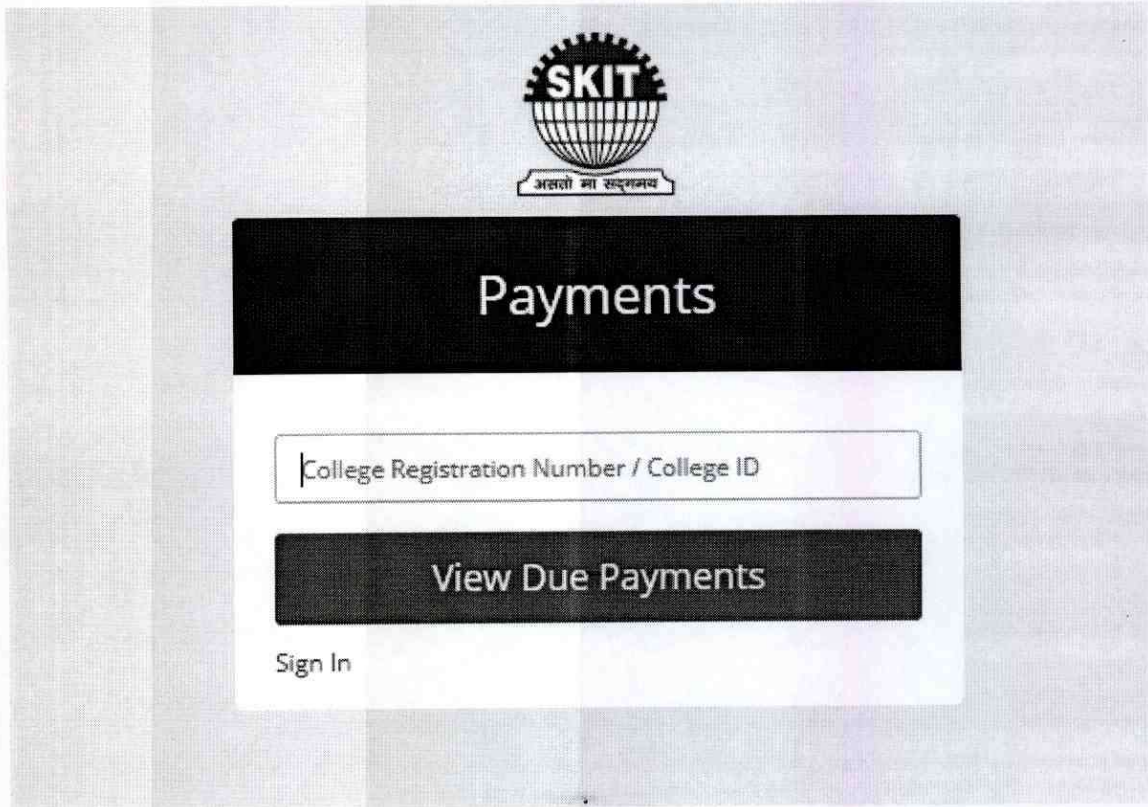 SKIT
असतो मा सद्गमय
Payments
College Registration Number / College ID
View Due Payments
Sign In